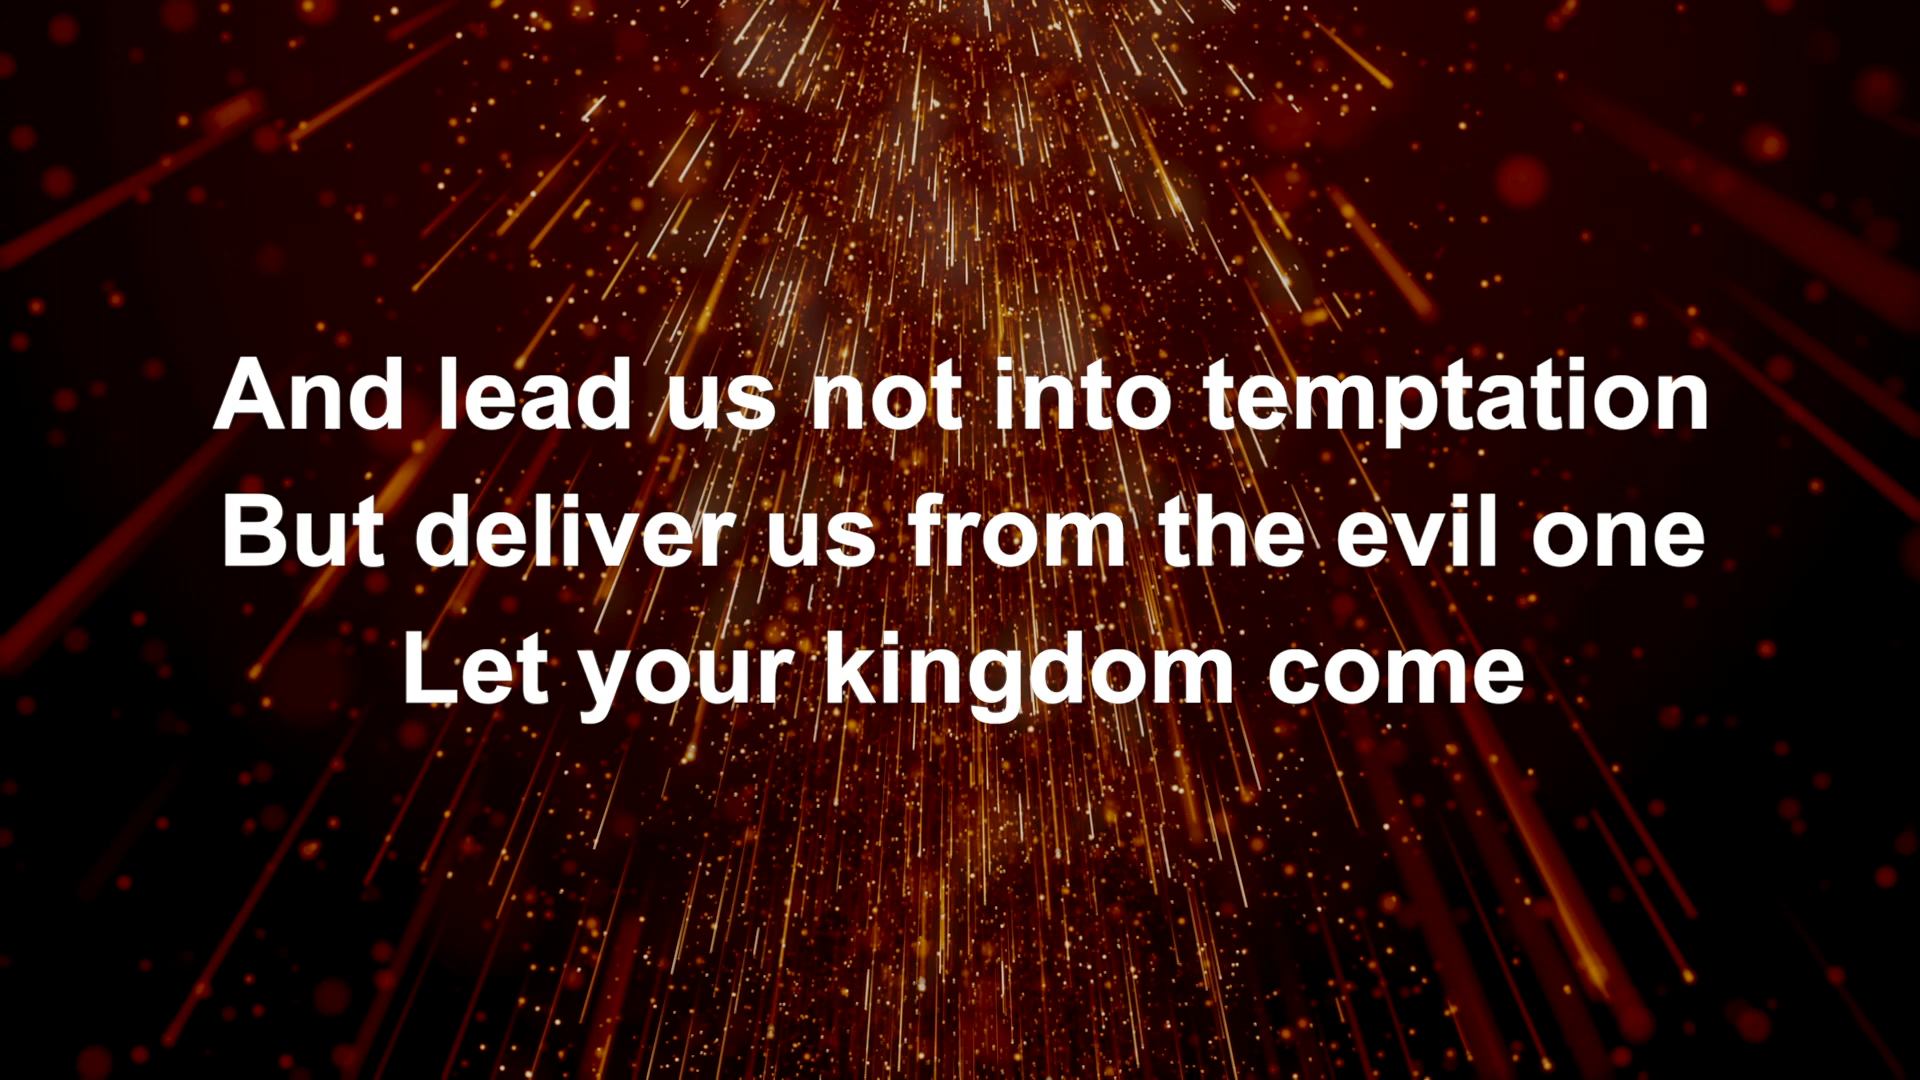 And lead us not into temptation
But deliver us from the evil one
Let your kingdom come